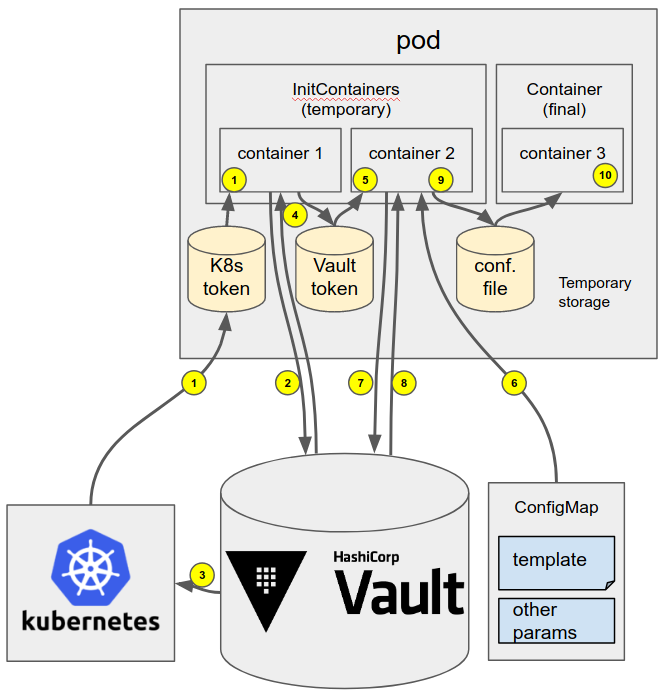 pod
InitContainers
(temporary)
Container
(final)
container 1
container 2
container 3
1
5
9
10
4
K8s
token
Vault
token
conf.
file
Temporary
storage
1
2
7
8
6
ConfigMap
template
other
params
3
kubernetes
HashiCorp
Vault